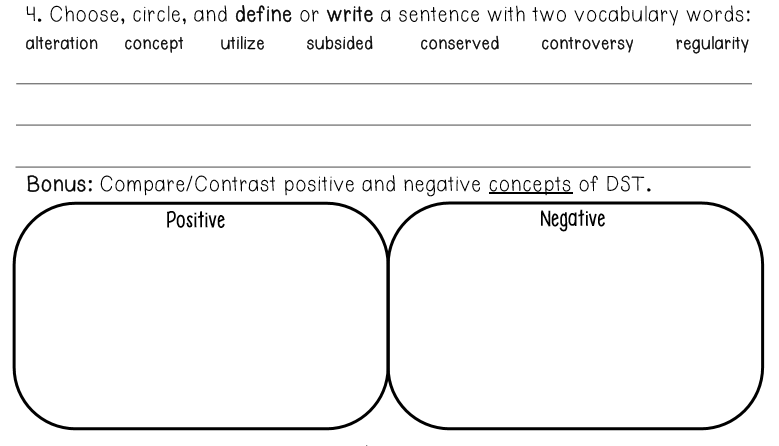 4. Choose, circle, and define or write a sentence with two vocabulary words:
alteration concept utilize subsided conserved controversy regularity
Bonus: Compare/Contrast positive and negative concepts of DST.
Positive Negative